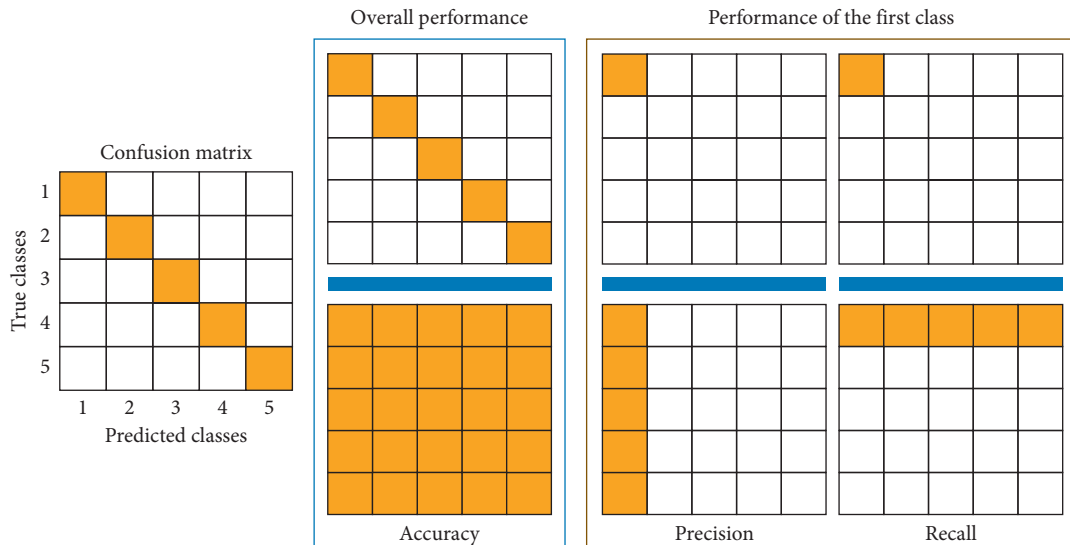 Overall performance
Performance of the first class
Confusion matrix
True classes
1
2
3
4
5
1 2 3 4 5
Predicted classes
Accuracy
Precision
Recall